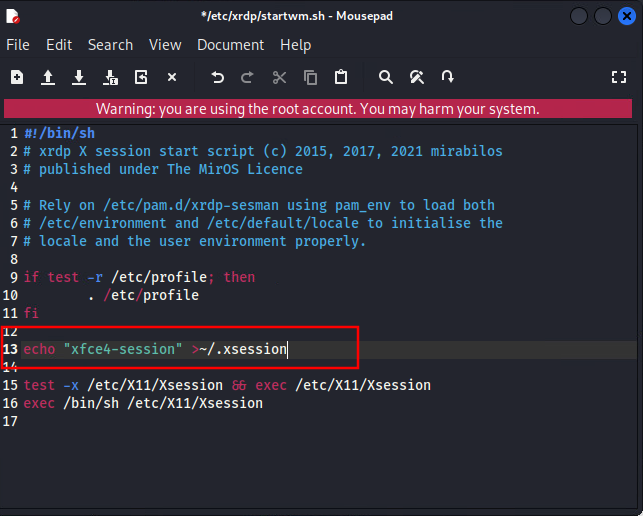 */etc/xrdp/startwm.sh - Mousepad
File Edit Search View Document Help
Warning: you are using the root account. You may harm your system.
1 #!/bin/sh
2 # xrdp X session start script (c) 2015, 2017, 2021 mirabilos
3 # published under The MirOS Licence
4
5 # Rely on /etc/pam.d/xrdp-sesman using pam_env to load both
6 # /etc/environment and /etc/default/locale to initialise the
7 # locale and the user environment properly.
8
9 if test -r /etc/profile; then
10         . /etc/profile
11 fi
12
13 echo "xfce4-session" >~/.xsession
14
15 test -x /etc/X11/Xsession && exec /etc/X11/Xsession
16 exec /bin/sh /etc/X11/Xsession
17